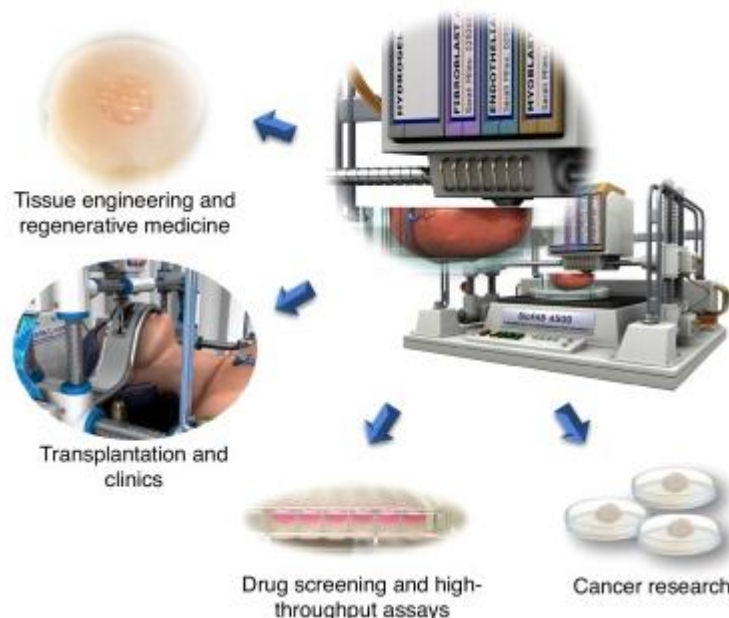 HYDROGEL
FIBROBLAST
ENDOTHELIA
MYOBLAST
Tissue engineering and
regenerative medicine
Transplantation and
clinics
Drug screening and high-
throughput assays
Cancer research